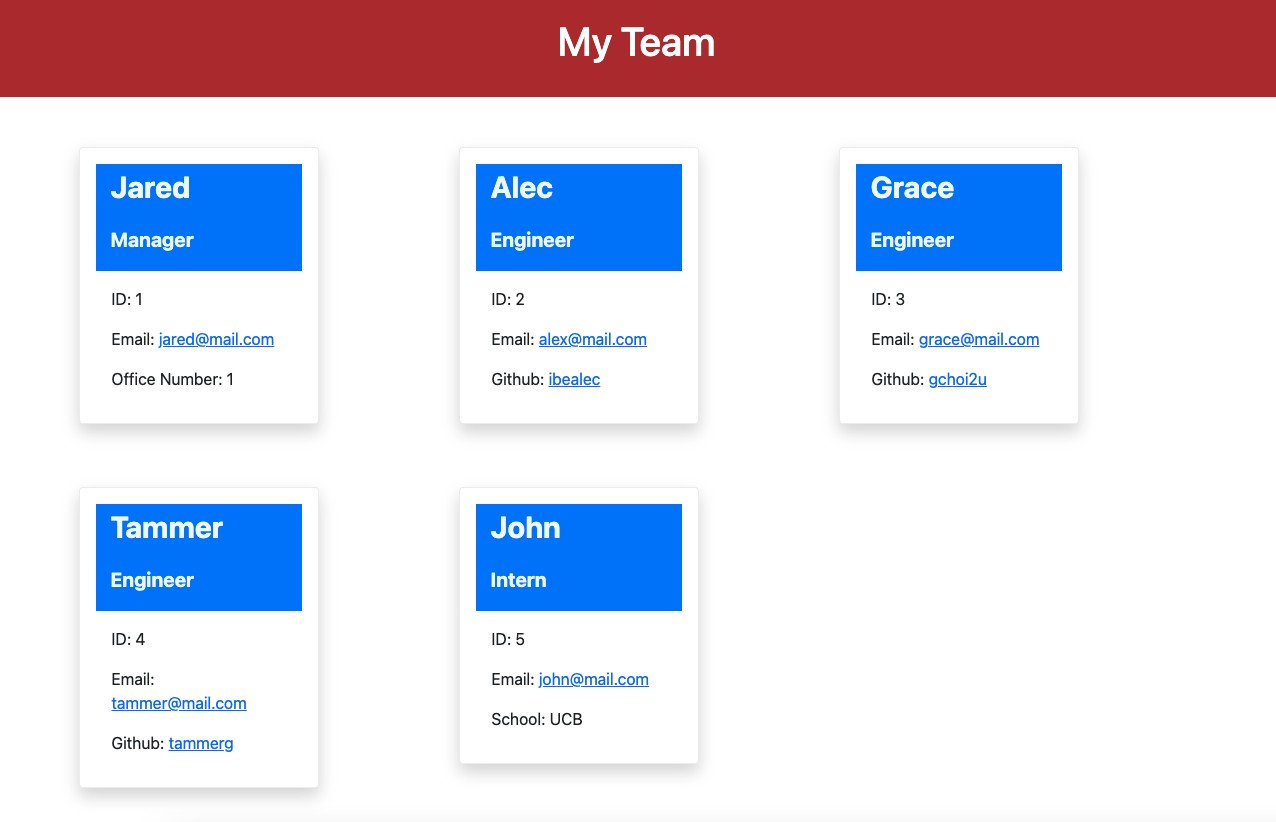 My Team
Jared
Manager
ID: 1
Email: jared@mail.com
Office Number: 1
Alec
Engineer
ID: 2
Email: alex@mail.com
Github: ibealec
Grace
Engineer
ID: 3
Email: grace@mail.com
Github: gchoi2u
Tammer
Engineer
ID: 4
Email:
tammer@mail.com
Github: tammerg
John
Intern
ID: 5
Email: john@mail.com
School: UCB